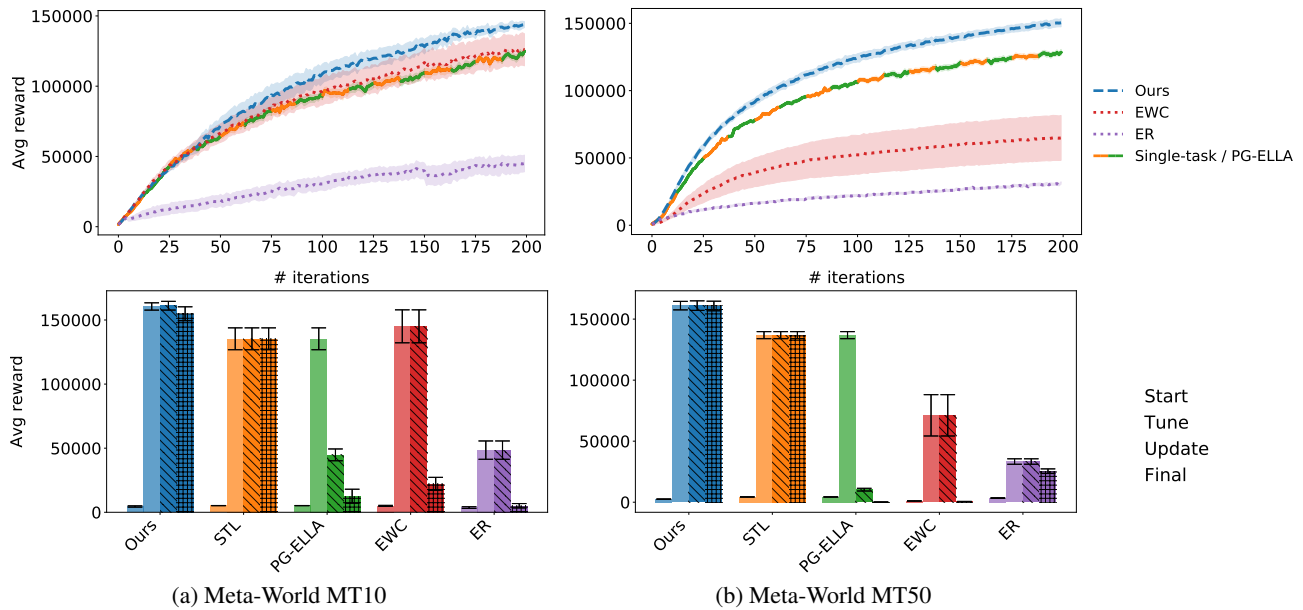 150000
100000
50000
0
Avg reward
0 25 50 75 100 125 150 175 200
# iterations
150000
100000
50000
0
0 25 50 75 100 125 150 175 200
# iterations
Ours
EWC
ER
Single-task / PG-ELLA
150000
100000
50000
0
Avg reward
Ours STL PG-ELLA EWC ER
150000
100000
50000
0
Ours STL PG-ELLA EWC ER
Start
Tune
Update
Final
(a) Meta-World MT10
(b) Meta-World MT50